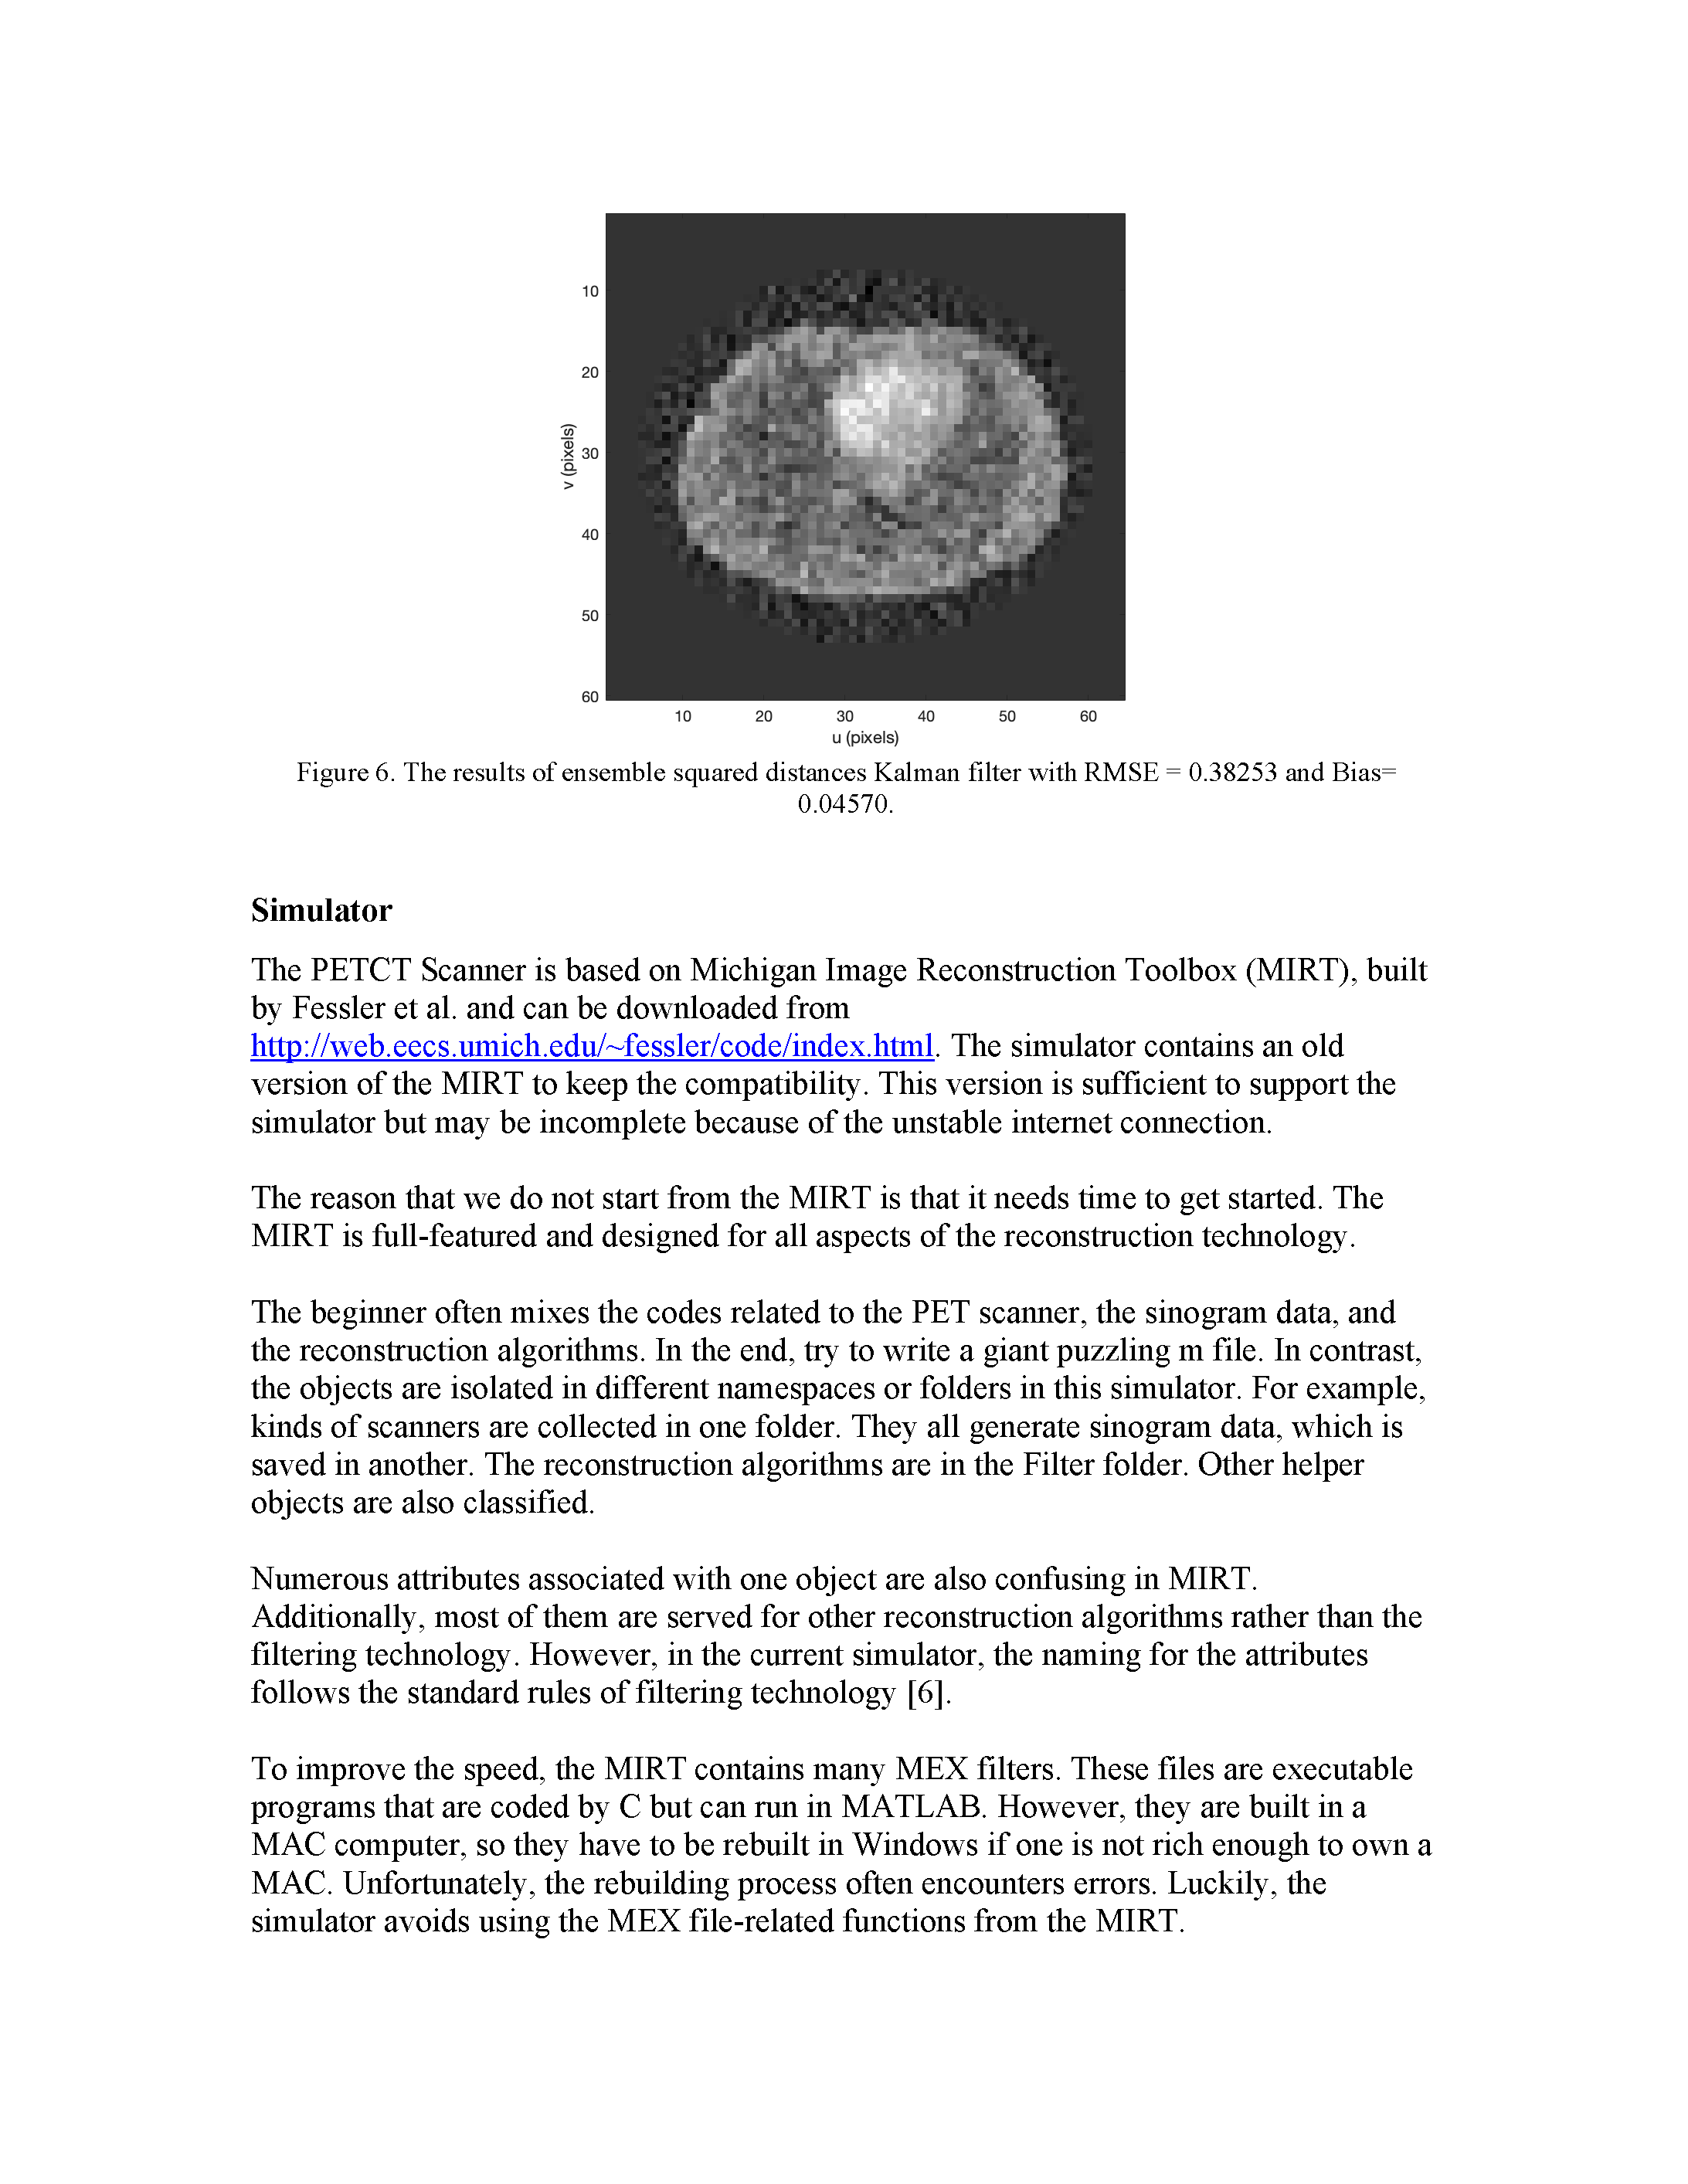 10
20
30
40
50
60
v (pixels)
10 20 30 40 50 60
u (pixels)
Figure 6. The results of ensemble squared distances Kalman filter with RMSE = 0.38253 and Bias=
0.04570.
Simulator
The PETCT Scanner is based on Michigan Image Reconstruction Toolbox (MIRT), built
by Fessler et al. and can be downloaded from
http://web.eecs.umich.edu/~fessler/code/index.html. The simulator contains an old
version of the MIRT to keep the compatibility. This version is sufficient to support the
simulator but may be incomplete because of the unstable internet connection.
The reason that we do not start from the MIRT is that it needs time to get started. The
MIRT is full-featured and designed for all aspects of the reconstruction technology.
The beginner often mixes the codes related to the PET scanner, the sinogram data, and
the reconstruction algorithms. In the end, try to write a giant puzzling m file. In contrast,
the objects are isolated in different namespaces or folders in this simulator. For example,
kinds of scanners are collected in one folder. They all generate sinogram data, which is
saved in another. The reconstruction algorithms are in the Filter folder. Other helper
objects are also classified.
Numerous attributes associated with one object are also confusing in MIRT.
Additionally, most of them are served for other reconstruction algorithms rather than the
filtering technology. However, in the current simulator, the naming for the attributes
follows the standard rules of filtering technology [6].
To improve the speed, the MIRT contains many MEX filters. These files are executable
programs that are coded by C but can run in MATLAB. However, they are built in a
MAC computer, so they have to be rebuilt in Windows if one is not rich enough to own a
MAC. Unfortunately, the rebuilding process often encounters errors. Luckily, the
simulator avoids using the MEX file-related functions from the MIRT.